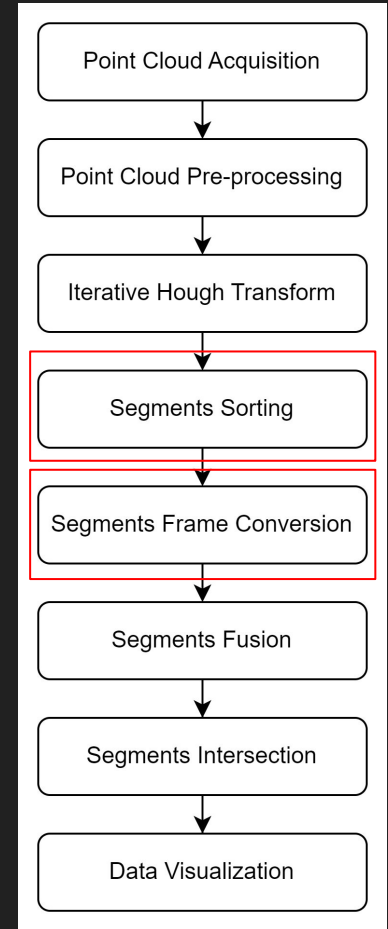 Point Cloud Acquisition
Point Cloud Pre-processing
Iterative Hough Transform
Segments Sorting
Segments Frame Conversion
Segments Fusion
Segments Intersection
Data Visualization